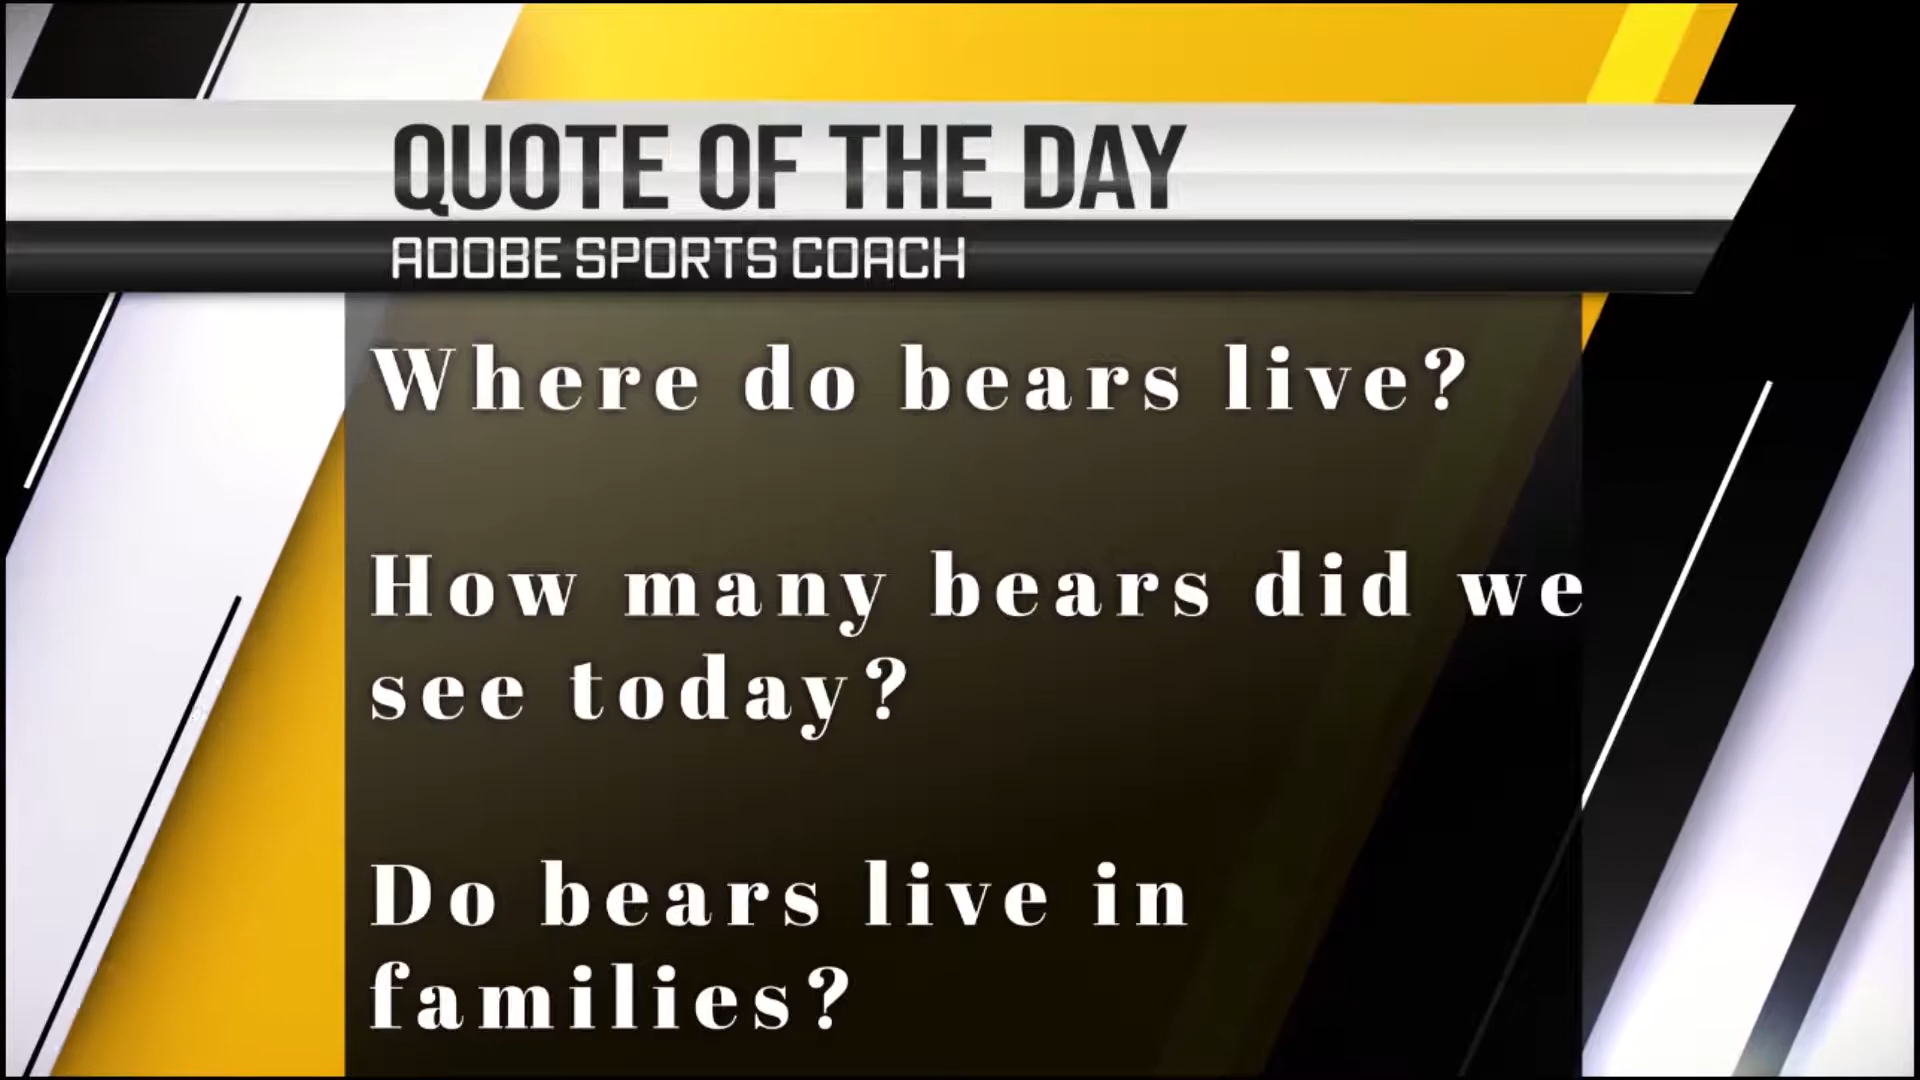 QUOTE OF THE DAY
ADOBE SPORTS COACH
Where do bears live?
How many bears did we
see today?
Do bears live in
families?